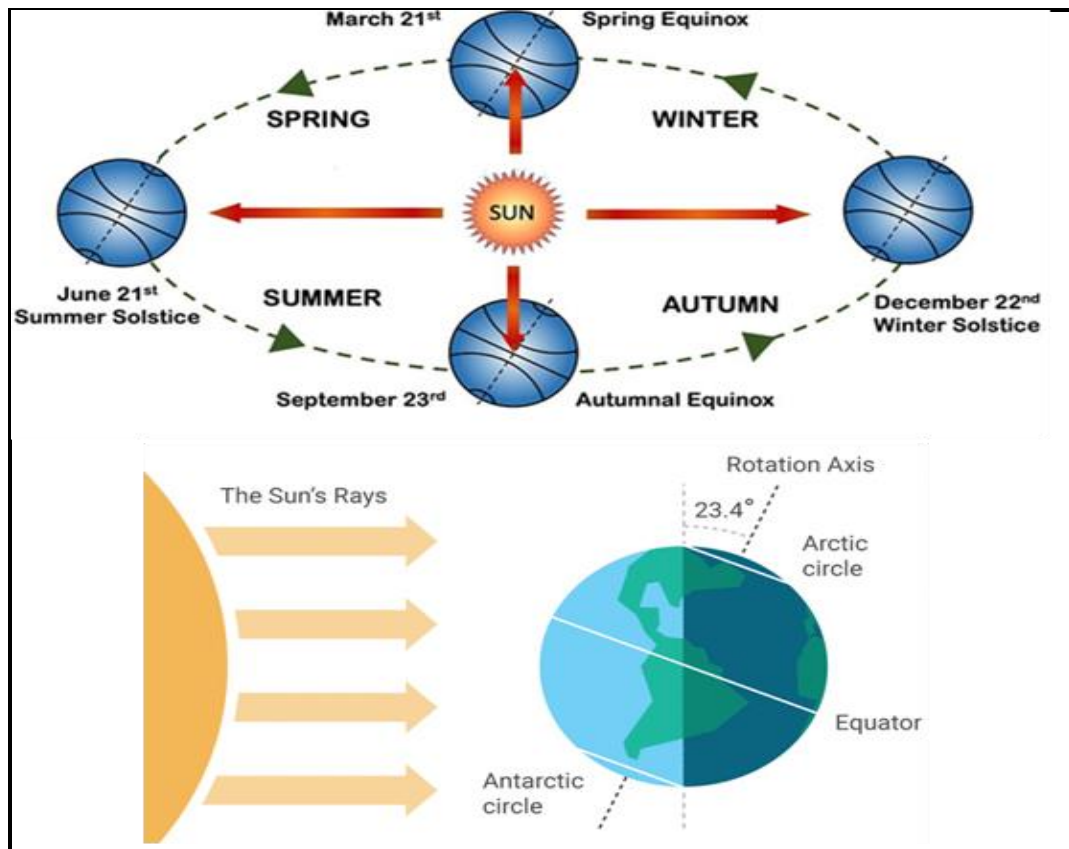 March 21st Spring Equinox
SPRING WINTER
SUN
June 21st
Summer Solstice
SUMMER AUTUMN
December 22nd
Winter Solstice
September 23rd Autumnal Equinox
Rotation Axis
The Sun's Rays
23.4°
Arctic
circle
Equator
Antarctic
circle